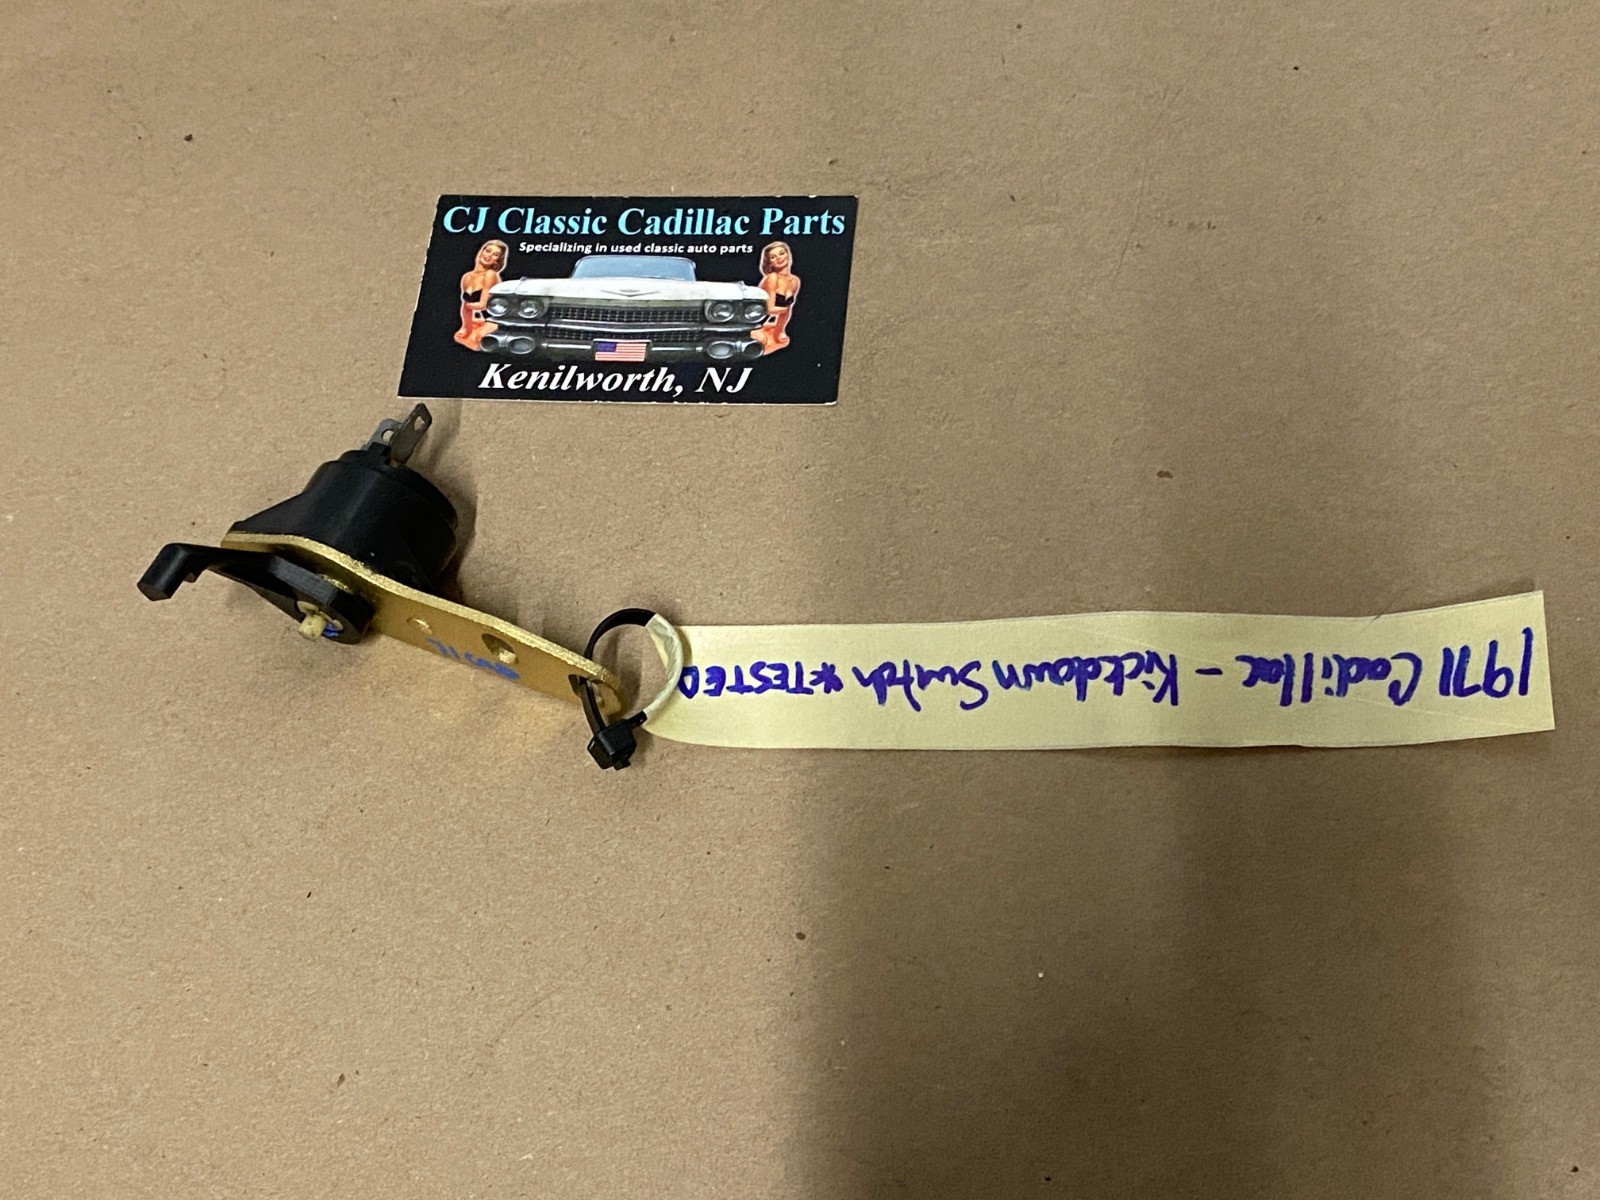 CJ Classic Cadillac Parts
Specializing in used classic auto parts
Kenilworth, NJ
1971 Cadillac - Kickdown Switch *TESTED